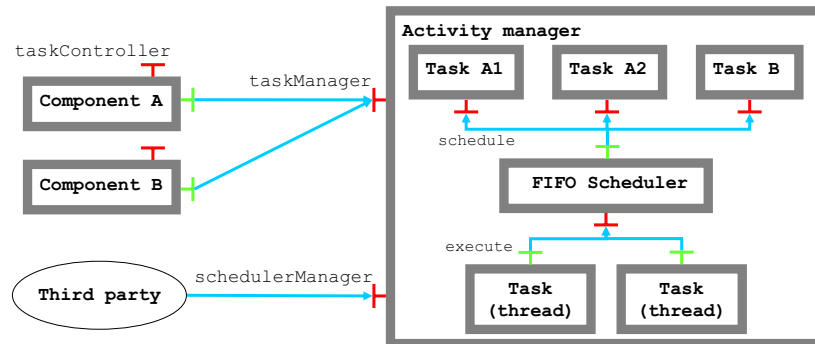 taskController
Component A
Component B
taskManager
Third party
schedulerManager
Activity manager
Task A1
Task A2
Task B
schedule
FIFO Scheduler
execute
Task
(thread)
Task
(thread)